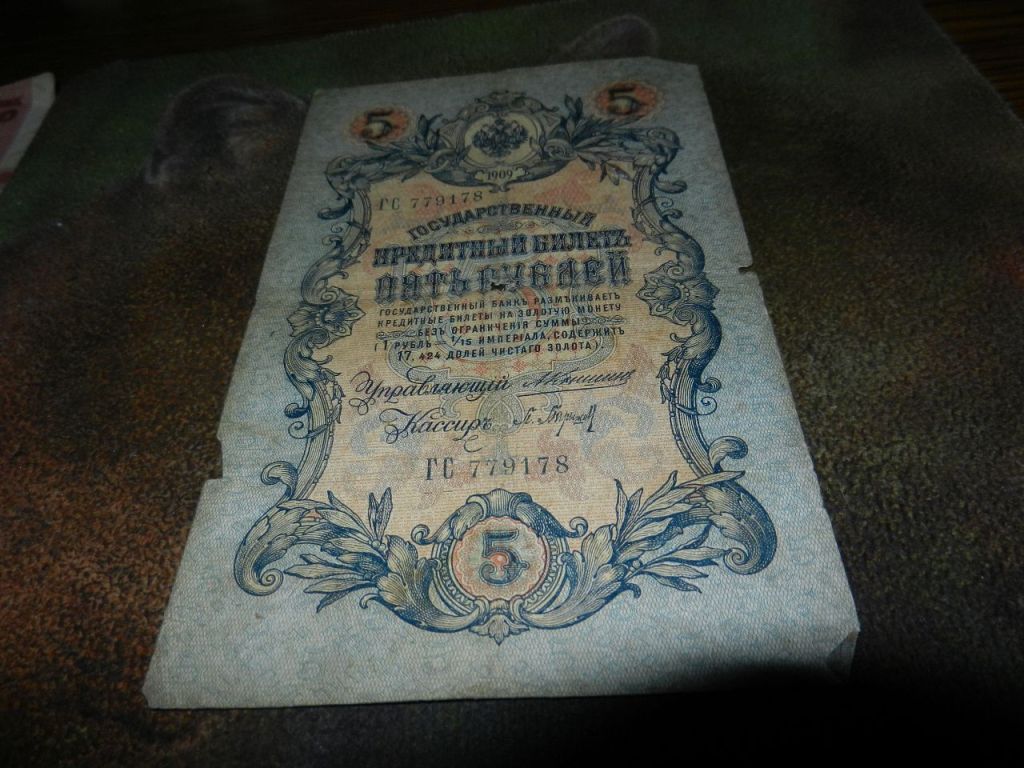 5 5
1909
ГС 779178
ГОСУДАРСТВЕННЫЙ
КРЕДИТНЫЙ БИЛЕТЪ
ПЯТЬ РУБЛЕЙ
ГОСУДАРСТВЕННЫЙ БАНКЪ РАЗМѢНИВАЕТЪ
КРЕДИТНЫЕ БИЛЕТЫ НА ЗОЛОТУЮ МОНЕТУ
БЕЗЪ ОГРАНИЧЕНІЯ СУММЫ
(1 РУБЛЬ = 1/15 ИМПЕРІАЛА, СОДЕРЖИТЪ
17,424 ДОЛЕЙ ЧИСТАГО ЗОЛОТА)
Управляющій
Кассиръ
ГС 779178
5